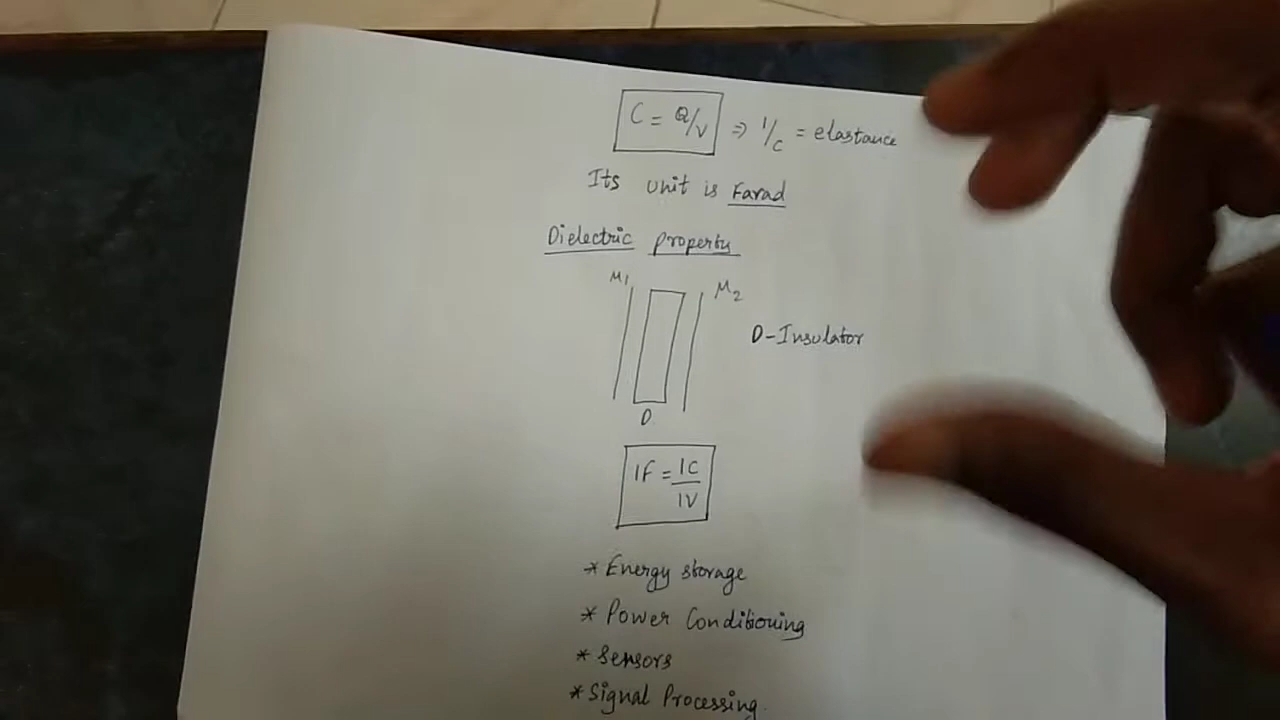 C = Q/V ⇒ 1/C = elastance
Its unit is Farad
Dielectric property
M1 M2
D-Insulator
D
1F = 1C/1V
* Energy storage
* Power Conditioning
* Sensors
* Signal Processing.